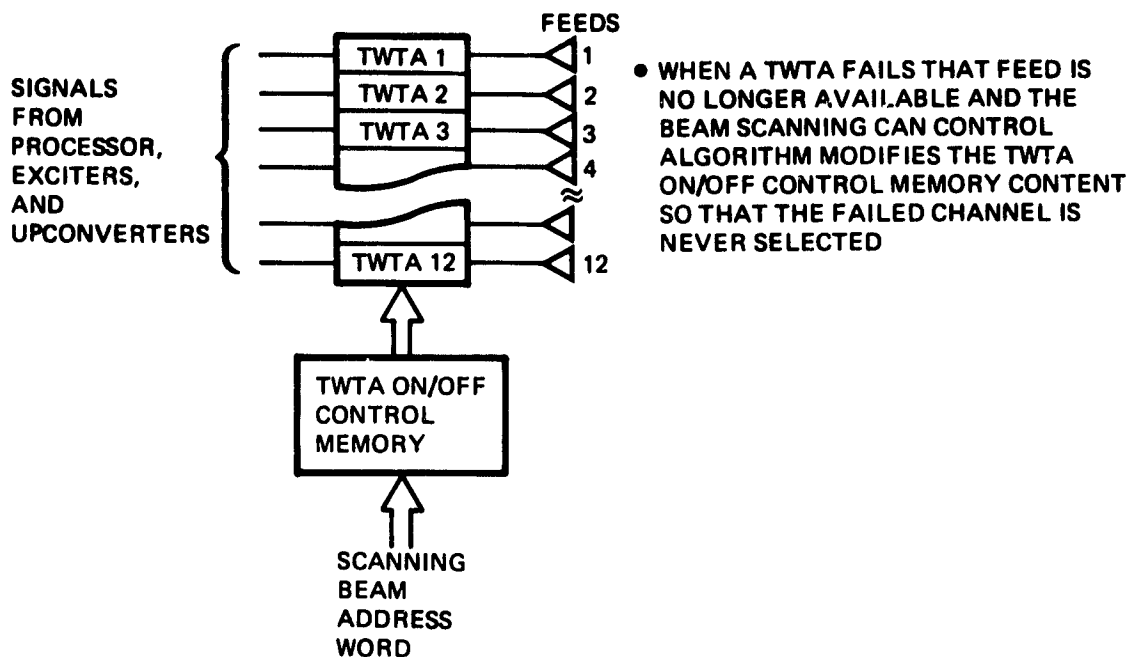 FEEDS
SIGNALS
FROM
PROCESSOR,
EXCITERS,
AND
UPCONVERTERS
TWTA 1
1
TWTA 2
2
TWTA 3
3
4
≈
TWTA 12
12
TWTA ON/OFF
CONTROL
MEMORY
SCANNING
BEAM
ADDRESS
WORD
● WHEN A TWTA FAILS THAT FEED IS
NO LONGER AVAILABLE AND THE
BEAM SCANNING CAN CONTROL
ALGORITHM MODIFIES THE TWTA
ON/OFF CONTROL MEMORY CONTENT
SO THAT THE FAILED CHANNEL IS
NEVER SELECTED